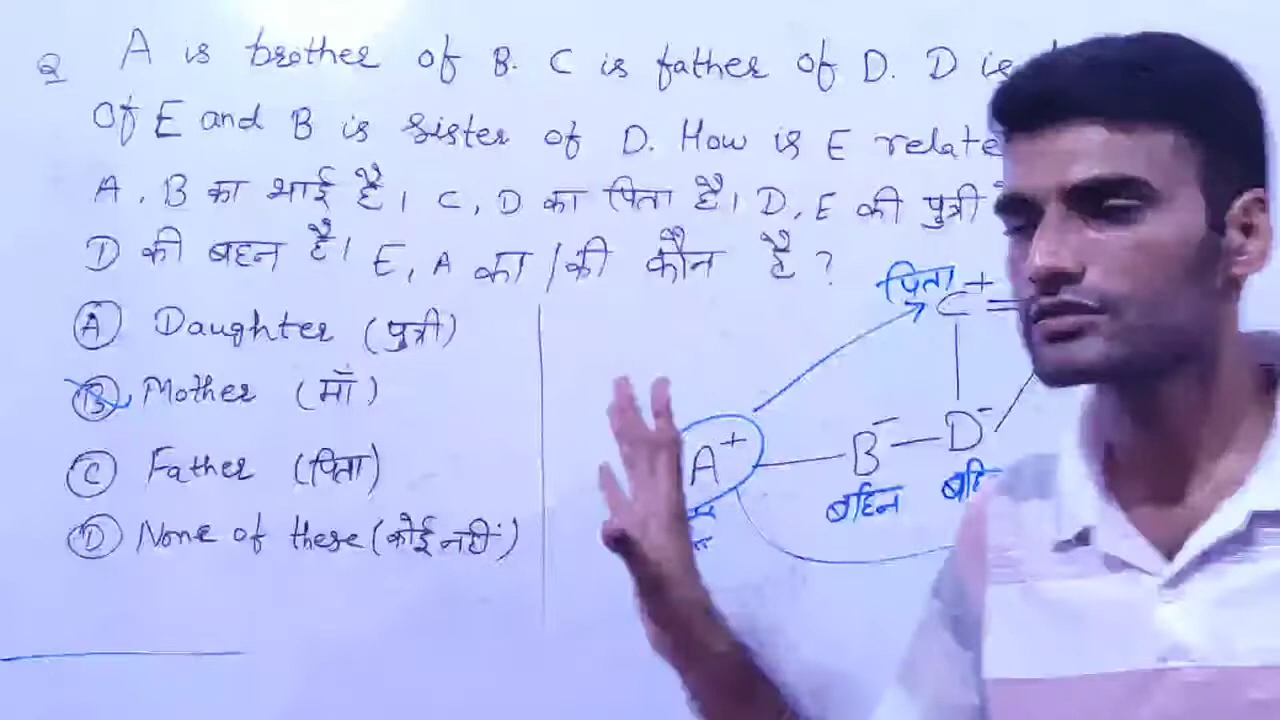 Q A is brother of B. C is father of D. D is
of E and B is sister of D. How is E relate
A, B का भाई है। C, D का पिता है। D, E की पुत्री
D की बहन है। E, A का/की कौन है ?
(A) Daughter (पुत्री)
(B) Mother (माँ)
(C) Father (पिता)
(D) None of these (कोई नहीं)
पिता C+ =
A+ — B- — D-
बहिन